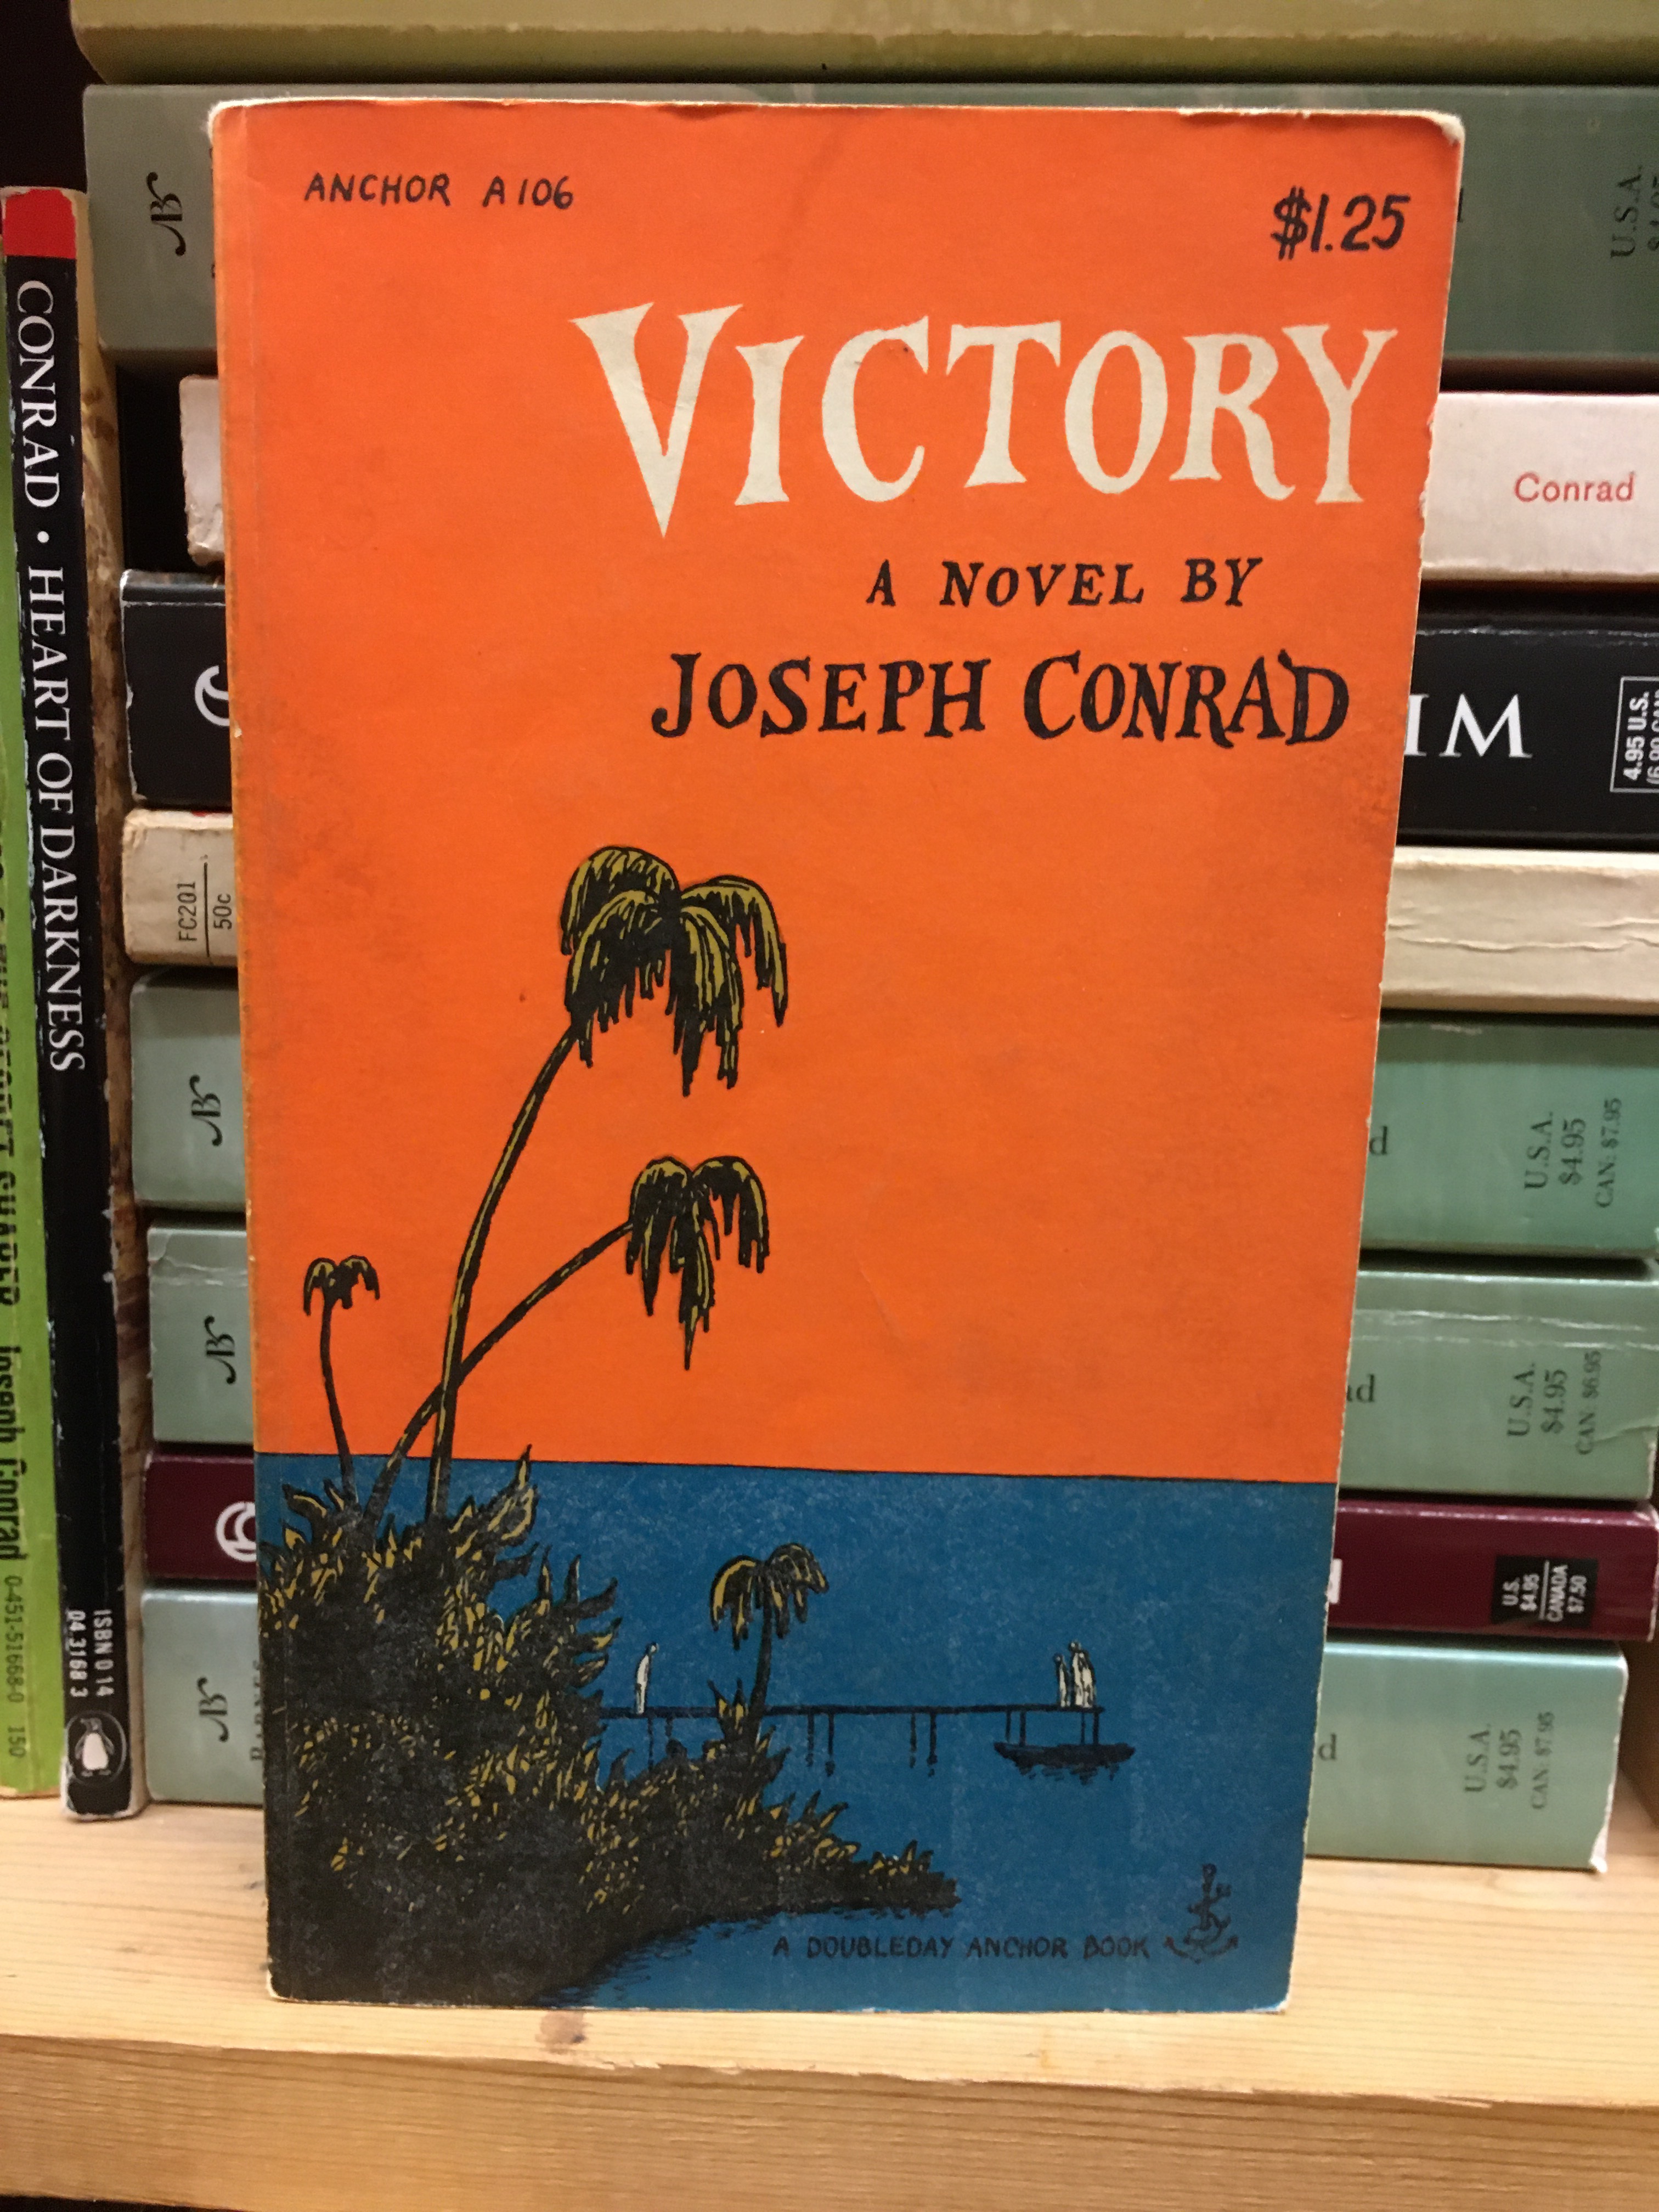 ANCHOR A106
$1.25
VICTORY
A NOVEL BY
JOSEPH CONRAD
A DOUBLEDAY ANCHOR BOOK
CONRAD • HEART OF DARKNESS
ISBN 0 14
04.3168 3
Joseph Conrad
0-451-51668-0 150
U.S.A.
Conrad
IM
4.95 U.S.
FC201
50c
U.S.A.
$4.95
CAN: $7.95
U.S.A.
$4.95
CAN: $6.95
U.S.
$4.95
CANADA
$7.50
U.S.A.
$4.95
CAN: $7.95